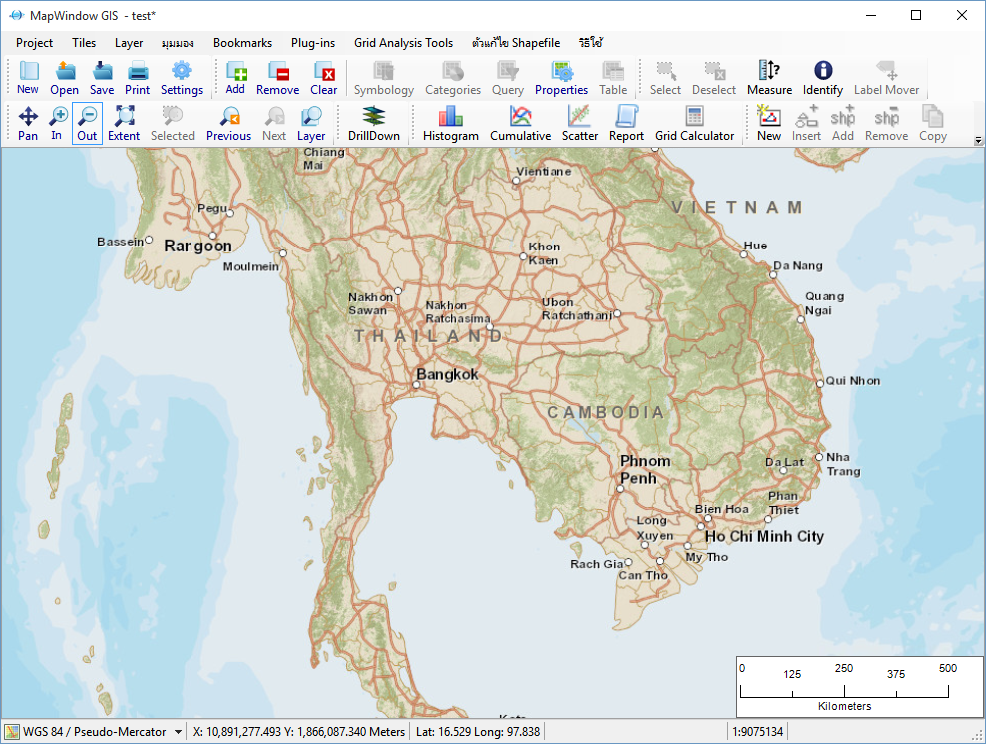 MapWindow GIS - test*
Project Tiles Layer มุมมอง Bookmarks Plug-ins Grid Analysis Tools ตัวแก้ไข Shapefile วิธีใช้
New Open Save Print Settings Add Remove Clear Symbology Categories Query Properties Table Select Deselect Measure Identify Label Mover
Pan In Out Extent Selected Previous Next Layer DrillDown Histogram Cumulative Scatter Report Grid Calculator New Insert Add Remove Copy
Chiang
Mai
Vientiane
VIETNAM
Pegu
Bassein
Rargoon
Moulmein
Khon
Kaen
Hue
Da Nang
Nakhon
Sawan
Nakhon
Ratchasima
Ubon
Ratchathani
Quang
Ngai
THAILAND
Bangkok
Qui Nhon
CAMBODIA
Phnom
Penh
Da Lat
Nha
Trang
Phan
Thiet
Bien Hoa
Long
Xuyen
Ho Chi Minh City
My Tho
Rach Gia
Can Tho
0 125 250 375 500
Kilometers
WGS 84 / Pseudo-Mercator X: 10,891,277.493 Y: 1,866,087.340 Meters Lat: 16.529 Long: 97.838 1:9075134